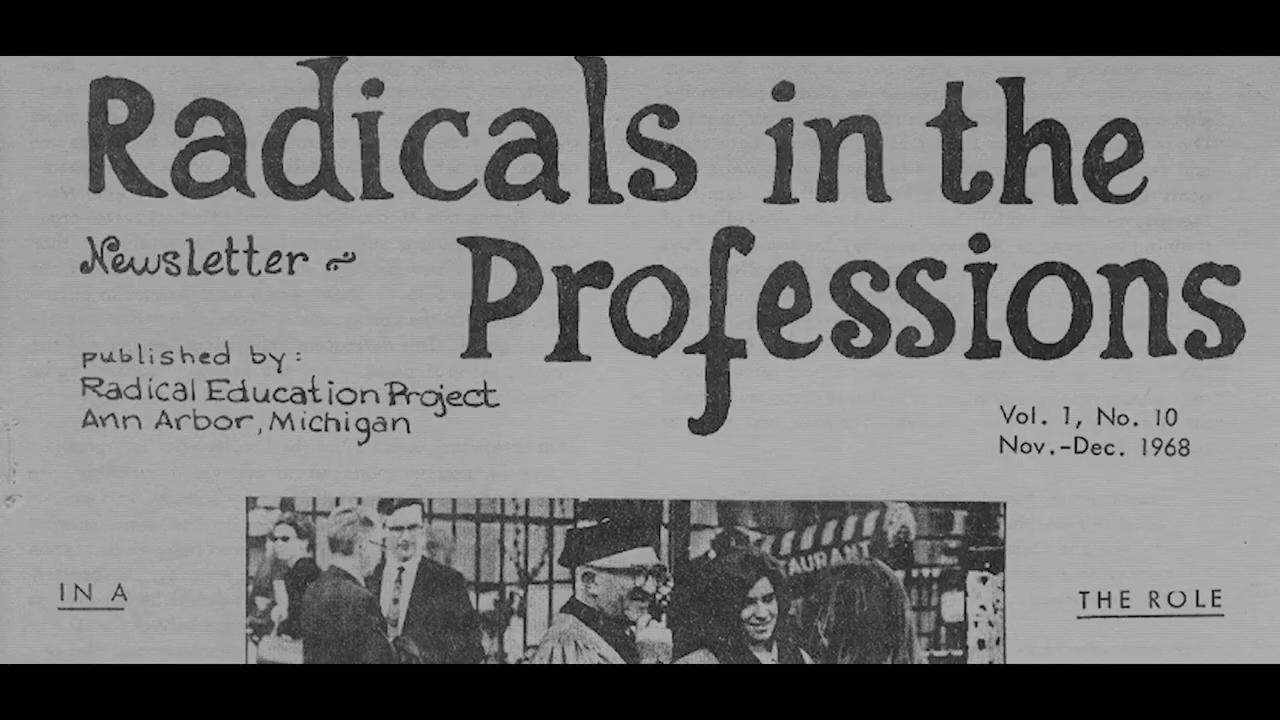 Radicals in the
Newsletter ~
Professions
published by:
Radical Education Project
Ann Arbor, Michigan
Vol. 1, No. 10
Nov.-Dec. 1968
TAURANT
IN A
THE ROLE